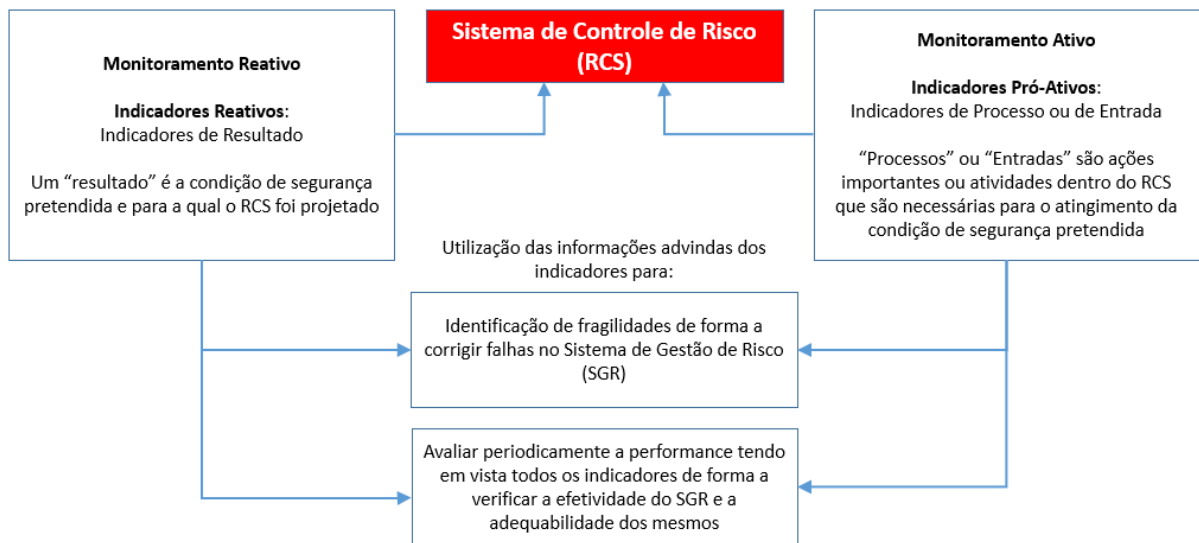 Monitoramento Reativo
Indicadores Reativos:
Indicadores de Resultado
Um “resultado” é a condição de segurança
pretendida e para a qual o RCS foi projetado
Sistema de Controle de Risco
(RCS)
Monitoramento Ativo
Indicadores Pró-Ativos:
Indicadores de Processo ou de Entrada
“Processos” ou “Entradas” são ações
importantes ou atividades dentro do RCS
que são necessárias para o atingimento da
condição de segurança pretendida
Utilização das informações advindas dos
indicadores para:
Identificação de fragilidades de forma a
corrigir falhas no Sistema de Gestão de Risco
(SGR)
Avaliar periodicamente a performance tendo
em vista todos os indicadores de forma a
verificar a efetividade do SGR e a
adequabilidade dos mesmos